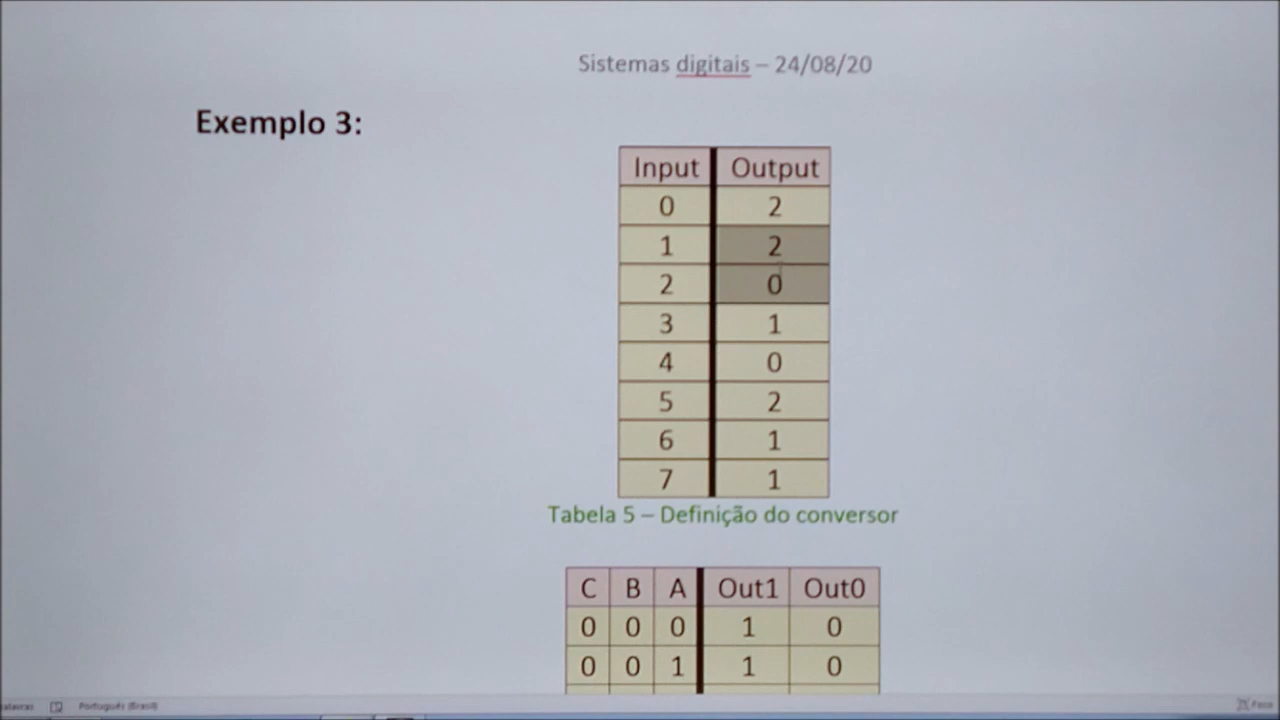 Sistemas digitais – 24/08/20
Exemplo 3:
Input Output
0 2
1 2
2 0
3 1
4 0
5 2
6 1
7 1
Tabela 5 – Definição do conversor
C B A Out1 Out0
0 0 0 1 0
0 0 1 1 0
Português (Brasil)